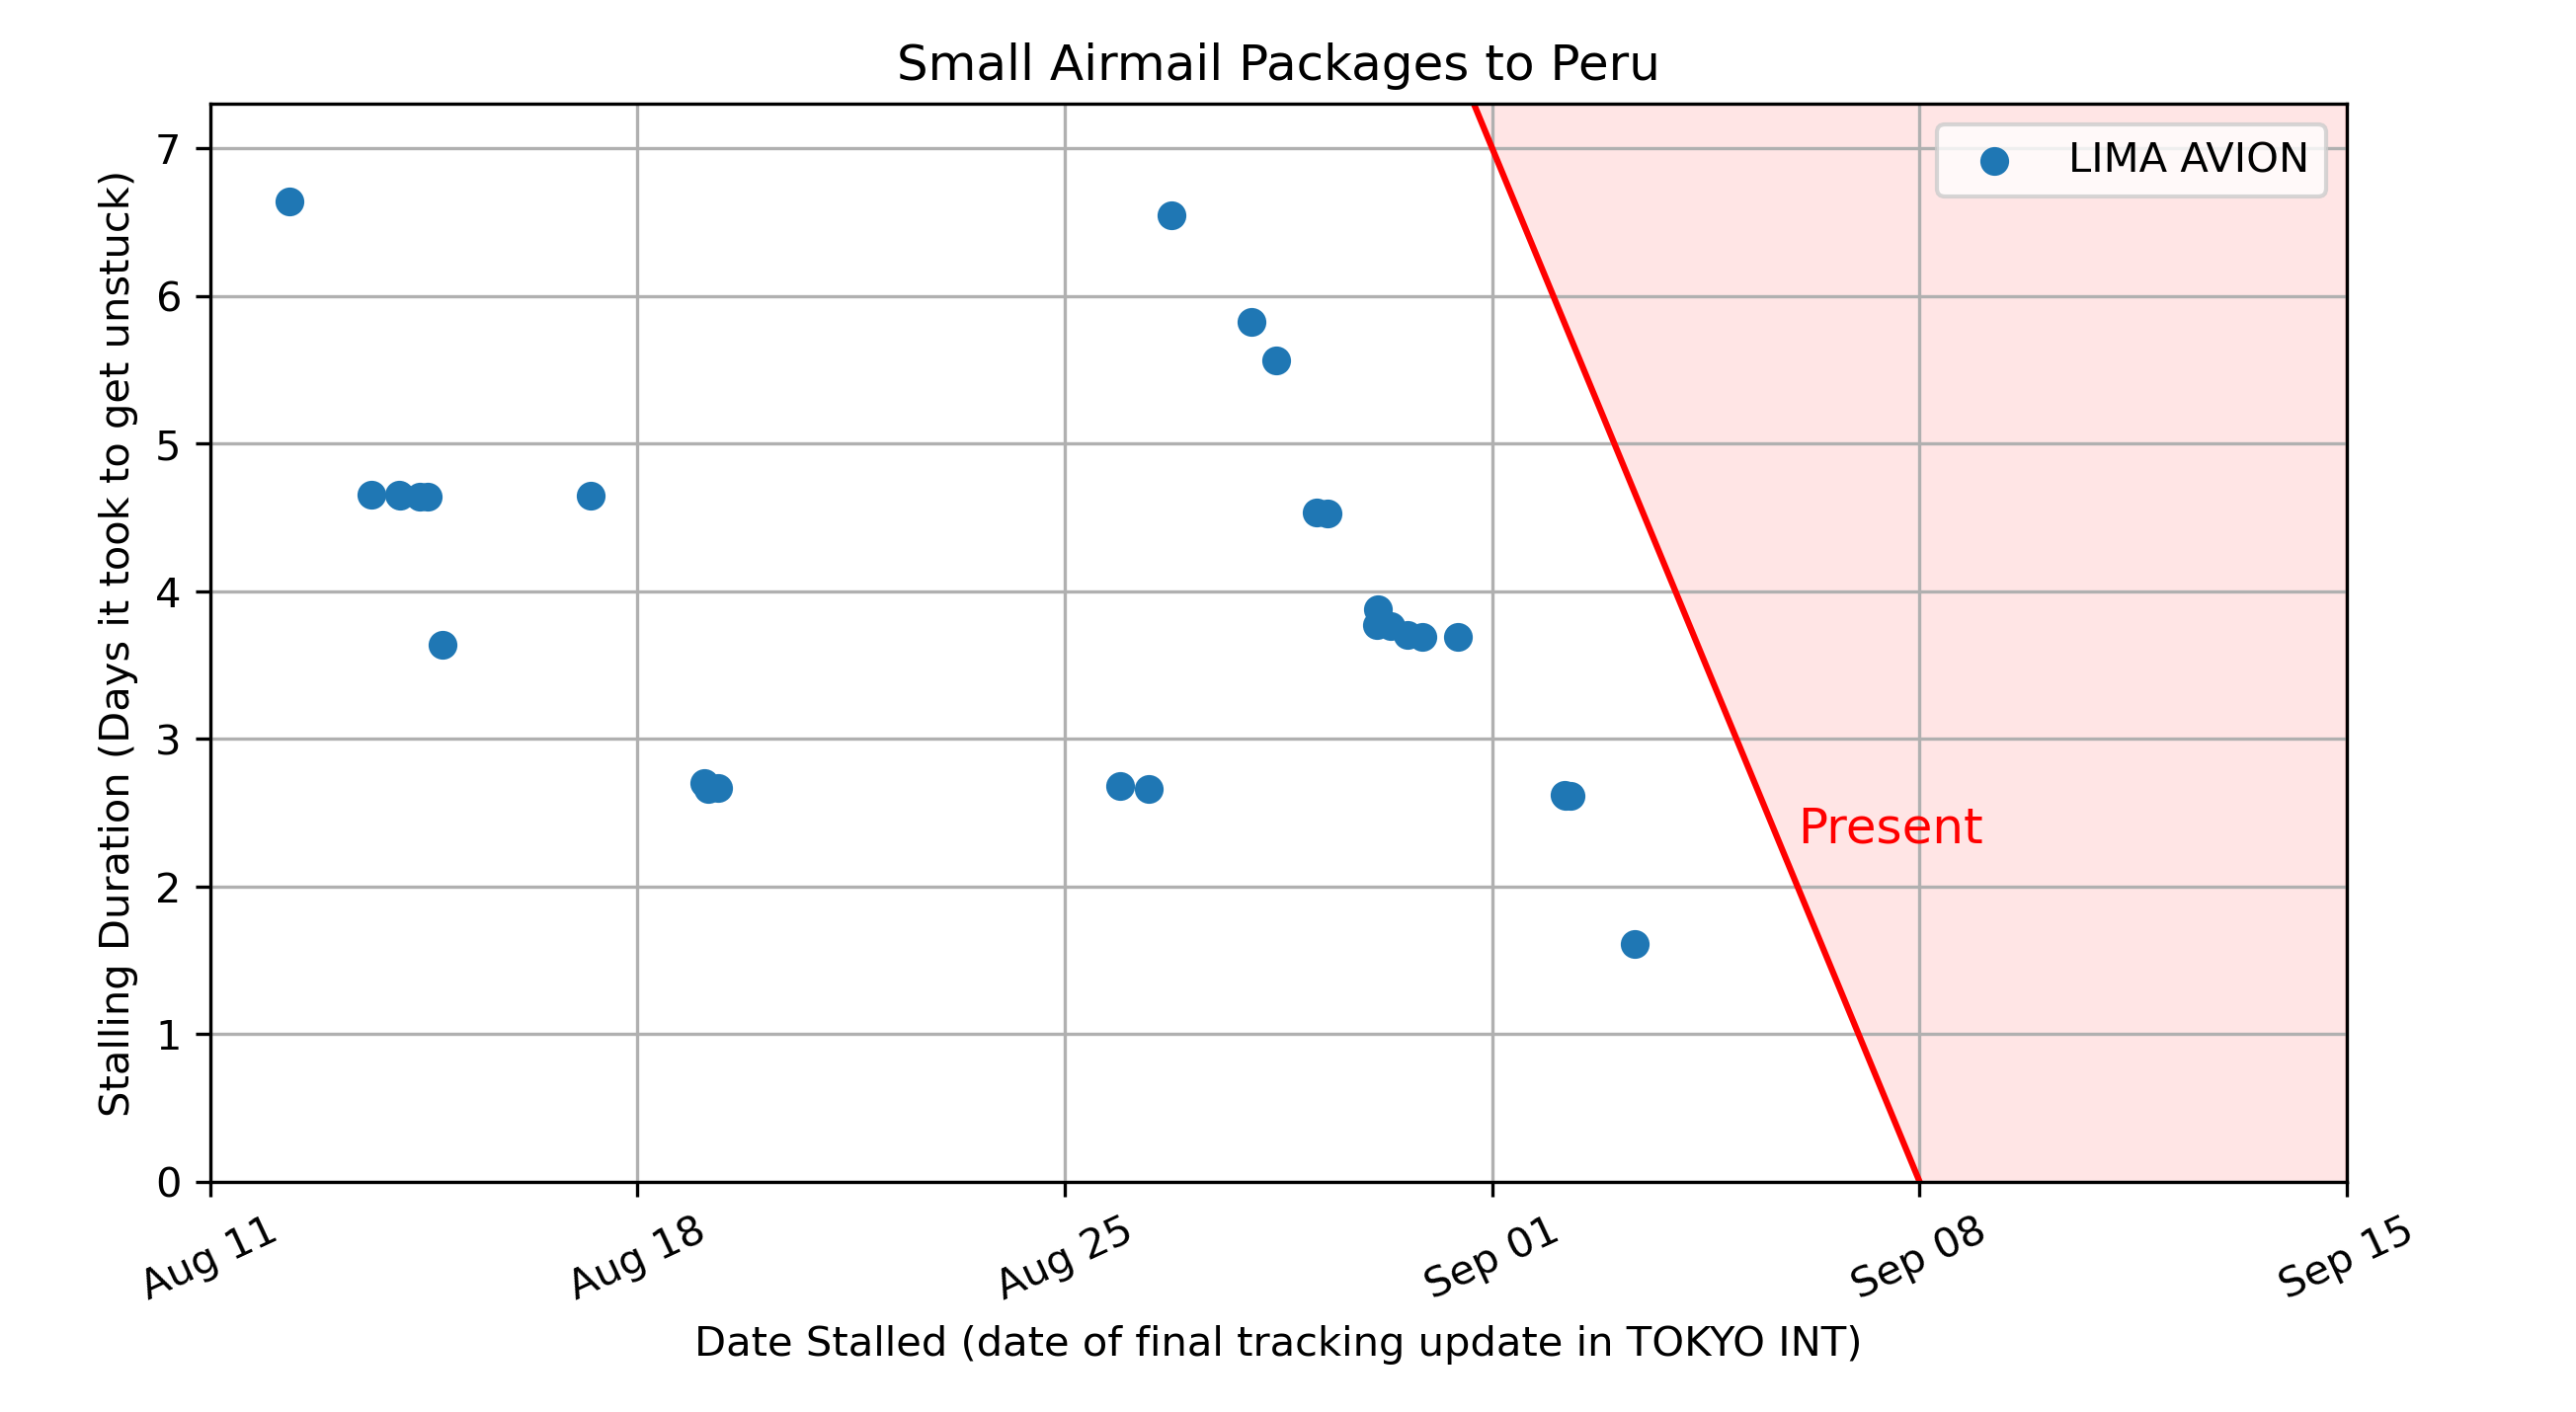 Small Airmail Packages to Peru
Stalling Duration (Days it took to get unstuck)
7
6
5
4
3
2
1
0
LIMA AVION
Present
Aug 11
Aug 18
Aug 25
Sep 01
Sep 08
Sep 15
Date Stalled (date of final tracking update in TOKYO INT)